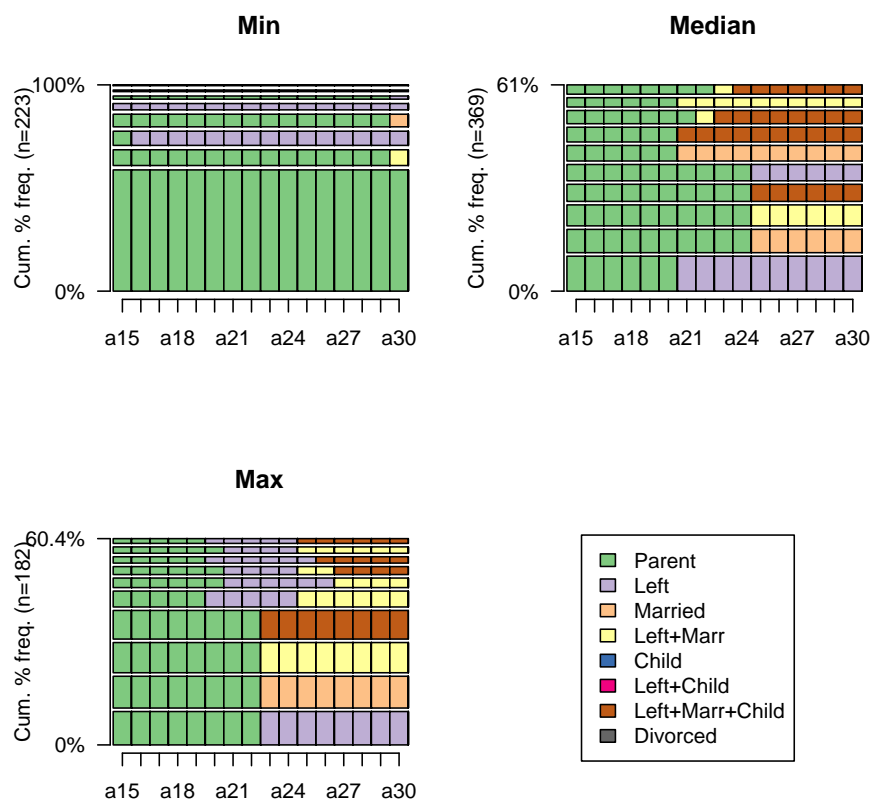 Min
Cum. % freq. (n=223)
100%
0%
a15 a18 a21 a24 a27 a30
Median
Cum. % freq. (n=369)
61%
0%
a15 a18 a21 a24 a27 a30
Max
Cum. % freq. (n=182)
60.4%
0%
a15 a18 a21 a24 a27 a30
Parent
Left
Married
Left+Marr
Child
Left+Child
Left+Marr+Child
Divorced